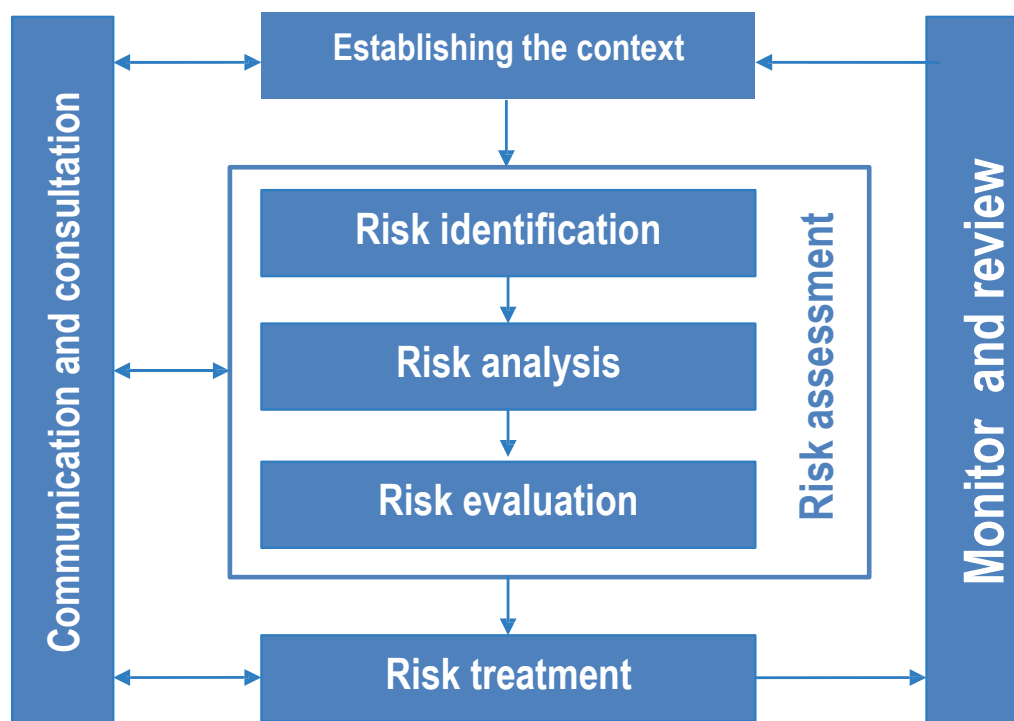 Establishing the context
Communication and consultation
Risk identification
Risk analysis
Risk evaluation
Risk assessment
Monitor and review
Risk treatment